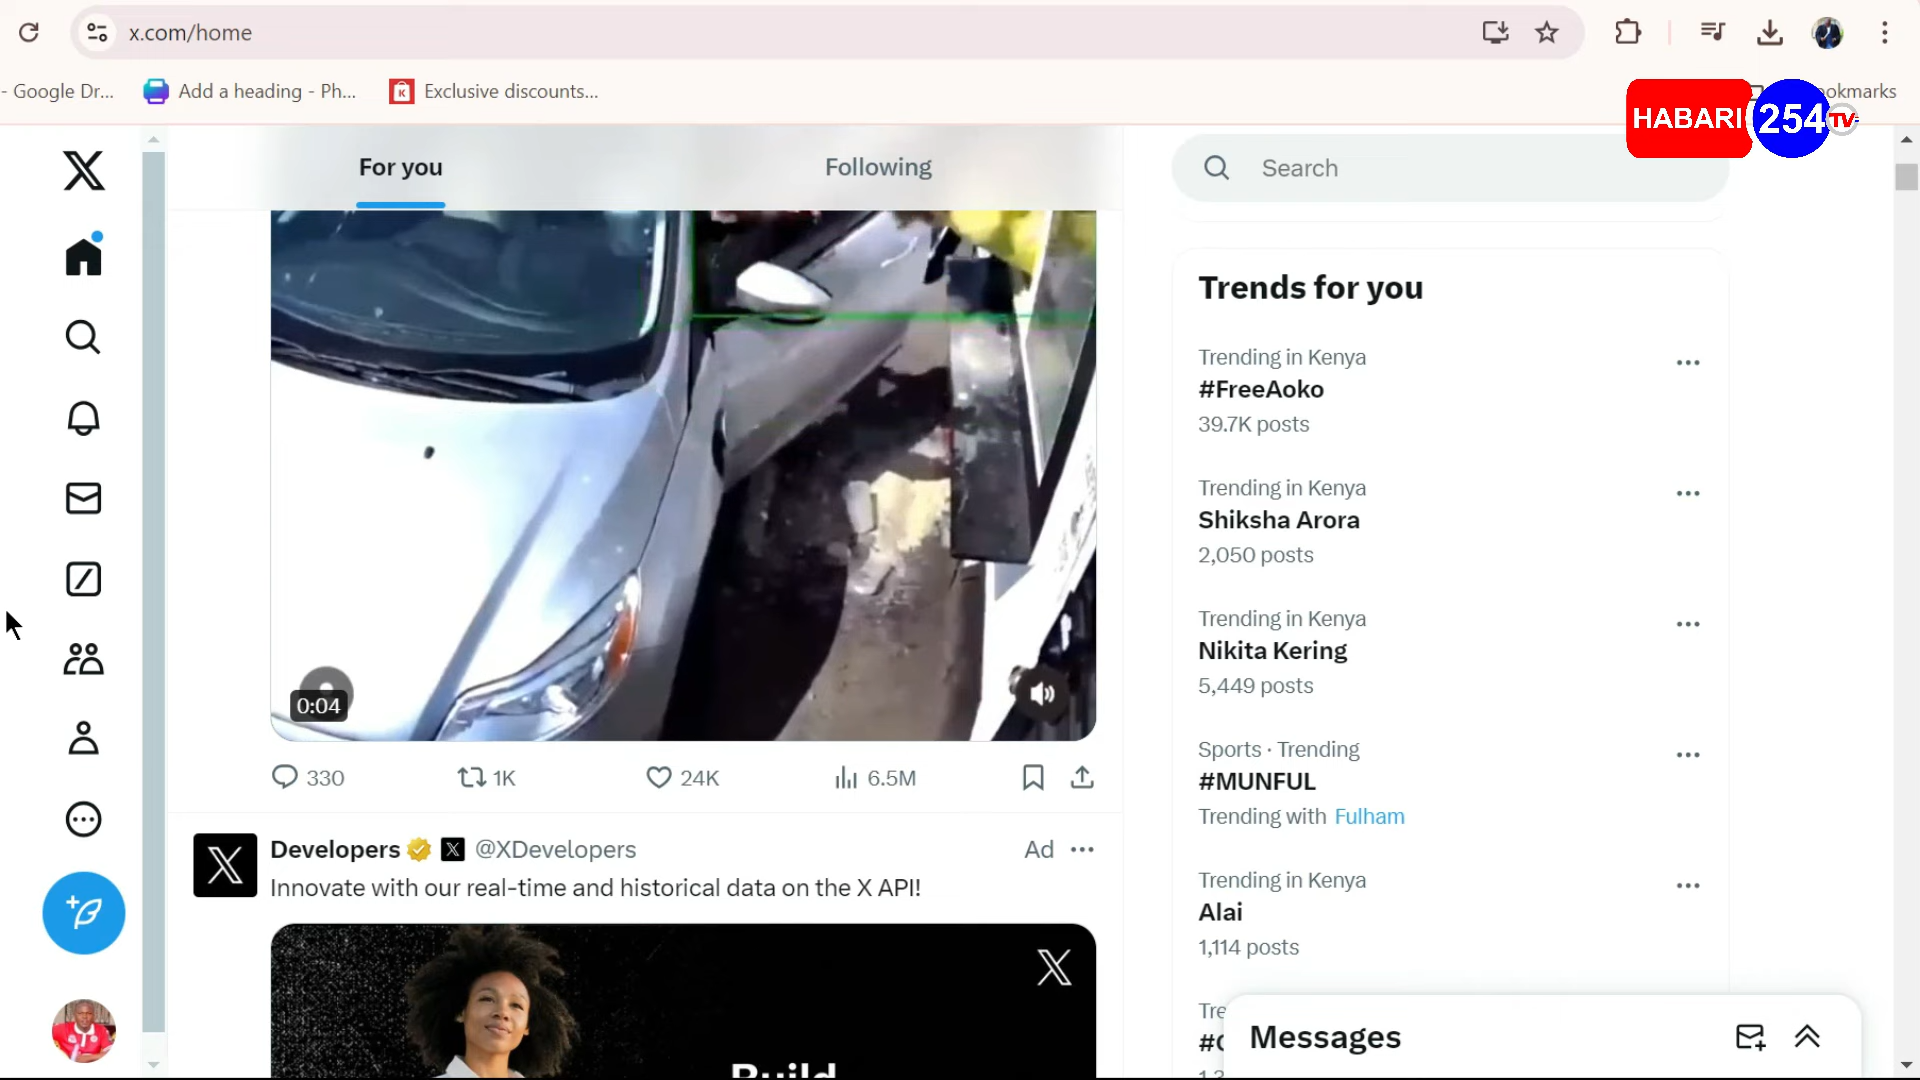 x.com/home
- Google Dr...
Add a heading - Ph...
Exclusive discounts...
HABARI 254 TV
ookmarks
For you
Following
Search
0:04
330
1K
24K
6.5M
Developers @XDevelopers
Ad
Innovate with our real-time and historical data on the X API!
Build
Trends for you
Trending in Kenya
#FreeAoko
39.7K posts
Trending in Kenya
Shiksha Arora
2,050 posts
Trending in Kenya
Nikita Kering
5,449 posts
Sports · Trending
#MUNFUL
Trending with Fulham
Trending in Kenya
Alai
1,114 posts
Messages